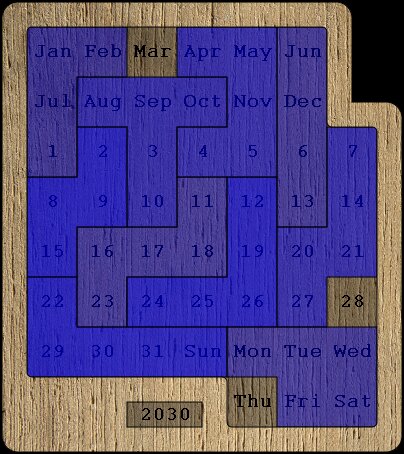 Jan Feb Mar Apr May Jun
Jul Aug Sep Oct Nov Dec
1 2 3 4 5 6 7
8 9 10 11 12 13 14
15 16 17 18 19 20 21
22 23 24 25 26 27 28
29 30 31 Sun Mon Tue Wed
Thu Fri Sat
2030